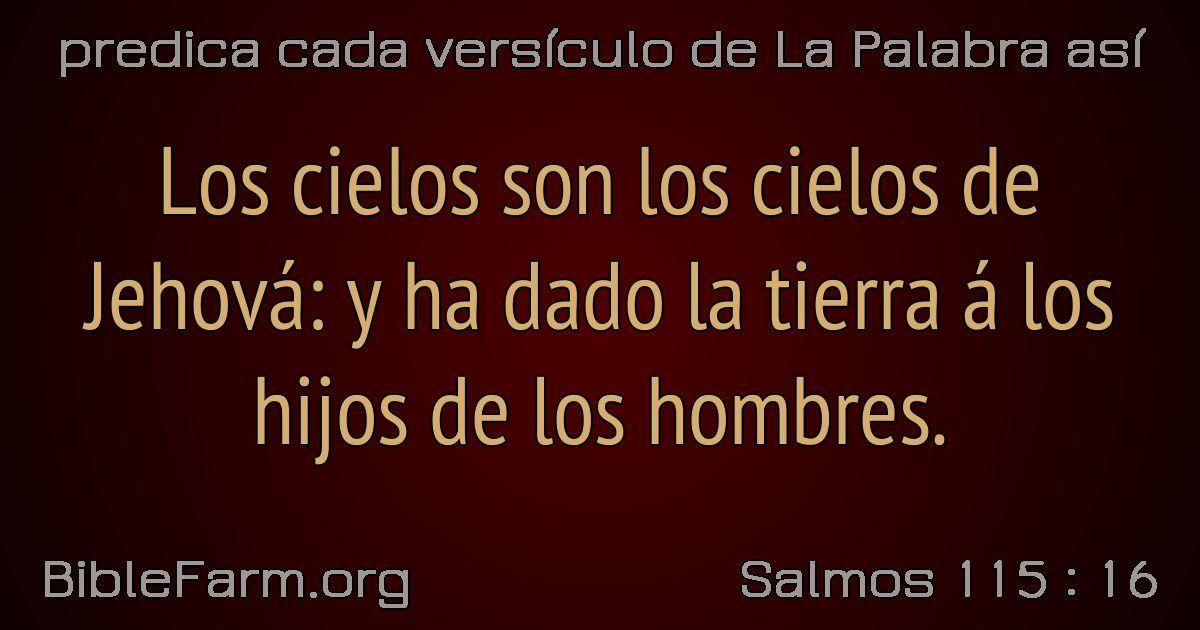 predica cada versículo de La Palabra así
Los cielos son los cielos de
Jehová: y ha dado la tierra á los
hijos de los hombres.
BibleFarm.org
Salmos 115 : 16